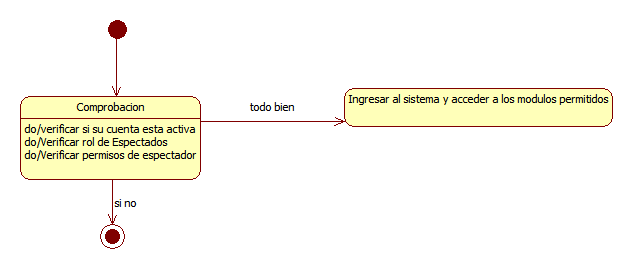 Comprobacion
do/verificar si su cuenta esta activa
do/Verificar rol de Espectados
do/Verificar permisos de espectador
todo bien
Ingresar al sistema y acceder a los modulos permitidos
si no